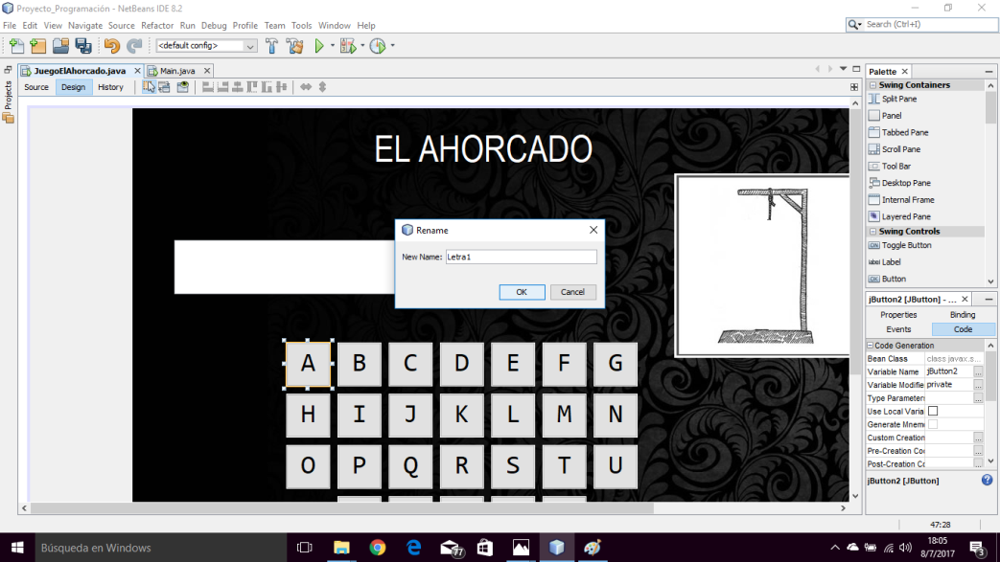 Proyecto_Programación - NetBeans IDE 8.2
File Edit View Navigate Source Refactor Run Debug Profile Team Tools Window Help
Search (Ctrl+I)
<default config>
JuegoElAhorcado.java Main.java
Source Design History
Projects
EL AHORCADO
Rename
New Name: Letra1
OK Cancel
A B C D E F G
H I J K L M N
O P Q R S T U
Palette
Swing Containers
Split Pane
Panel
Tabbed Pane
Scroll Pane
Tool Bar
Desktop Pane
Internal Frame
Layered Pane
Swing Controls
ON Toggle Button
label Label
OK Button
jButton2 [JButton] - ...
Properties Binding
Events Code
Code Generation
Bean Class class javax.s...
Variable Name jButton2 ...
Variable Modifie private ...
Type Parameter ...
Use Local Varia
Generate Mnem
Custom Creation ...
Pre-Creation Co ...
Post-Creation Co ...
jButton2 [JButton]
47:28
Búsqueda en Windows
77
18:05
8/7/2017
3